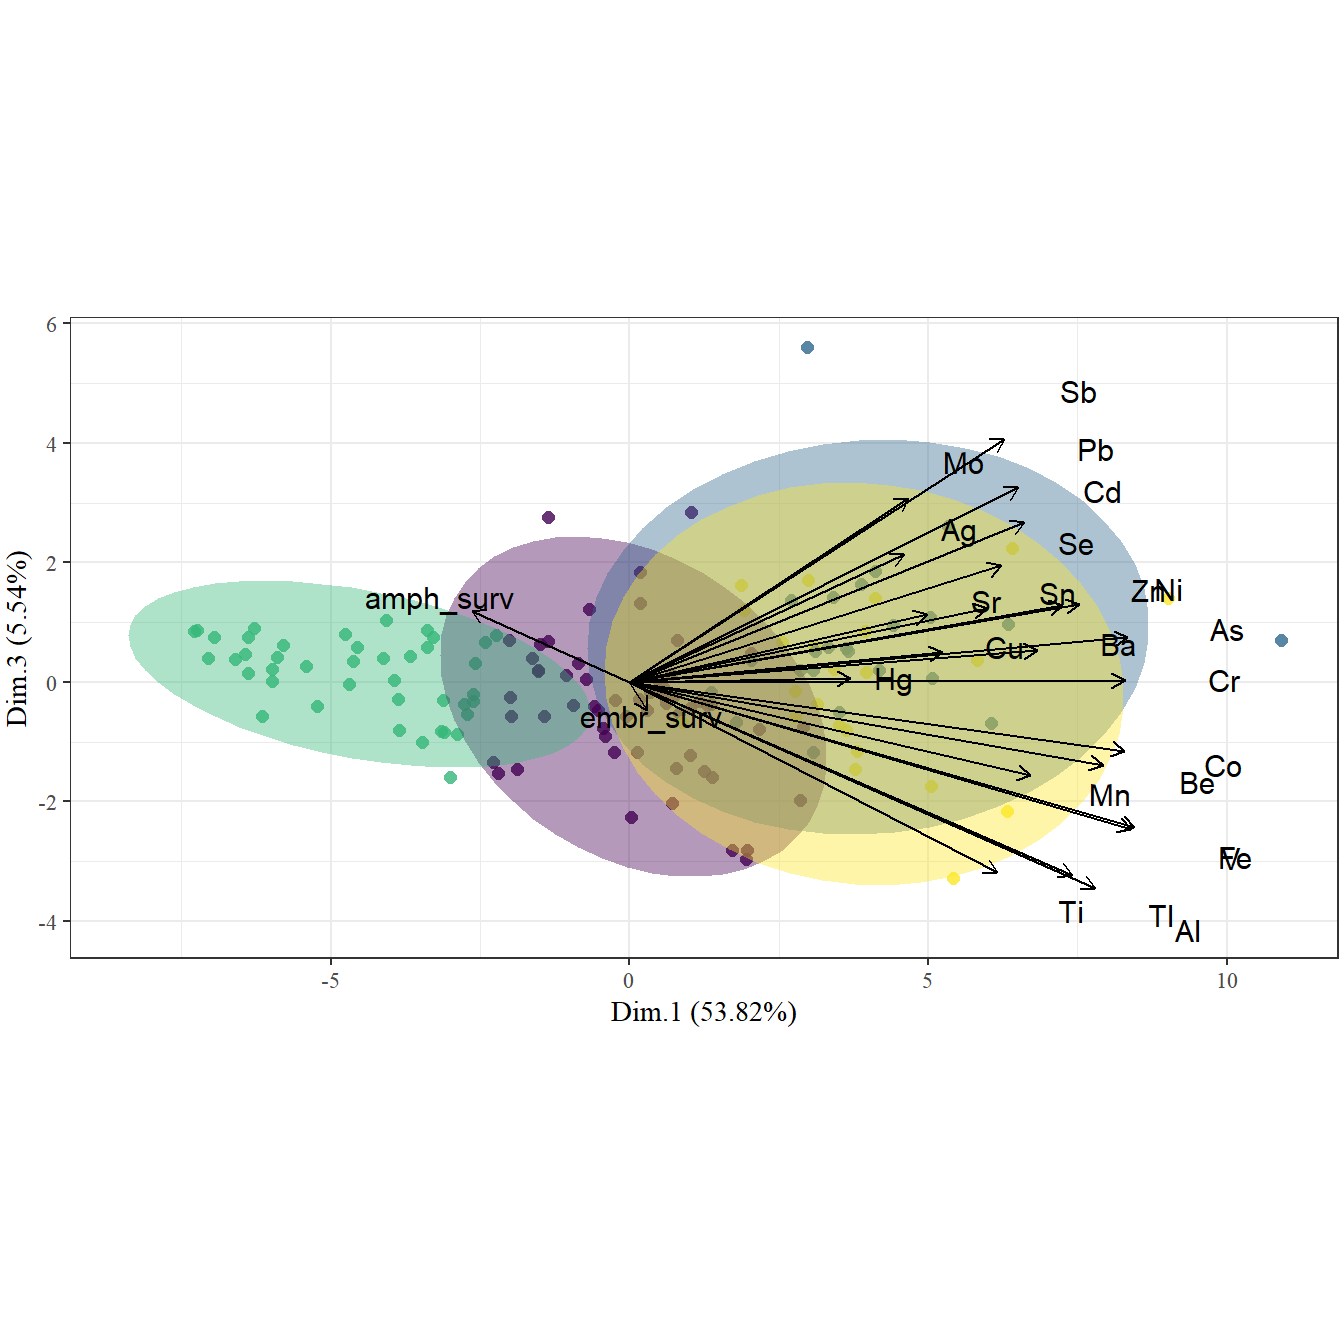 6
Sb
4
Pb
Mo
Cd
Ag
Se
2
Zn
Ni
Sn
Sr
amph_surv
As
Ba
Cu
0
Hg
Cr
embr_surv
Co
Be
-2
Mn
Fe
V
Ti
Tl
-4
Al
-5
0
5
10
Dim.1 (53.82%)
Dim.3 (5.54%)